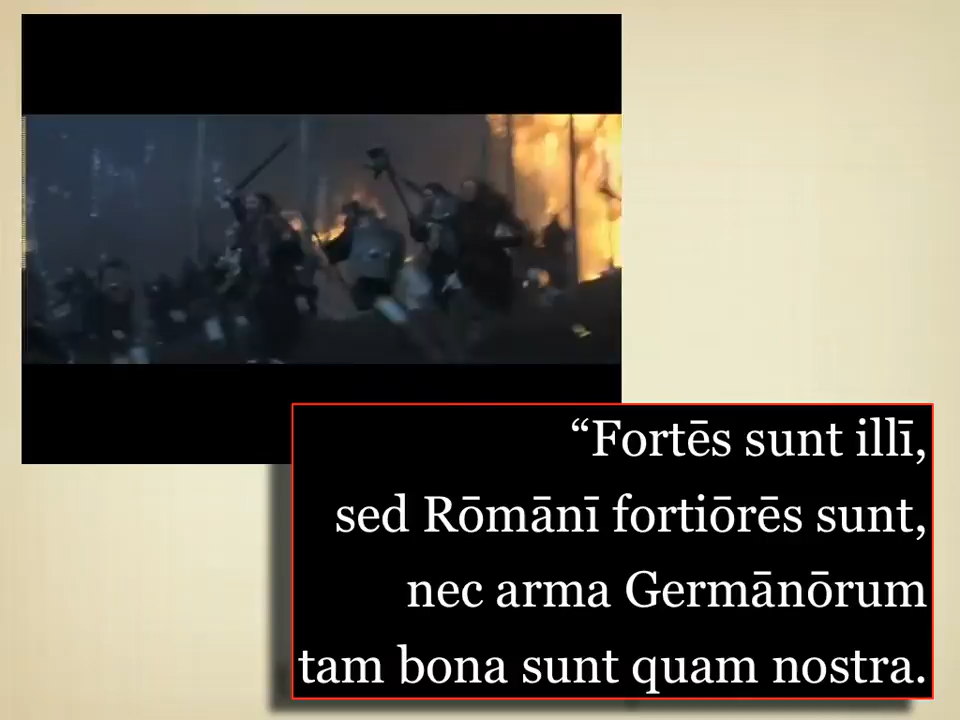 “Fortēs sunt illī,
sed Rōmānī fortiōrēs sunt,
nec arma Germānōrum
tam bona sunt quam nostra.